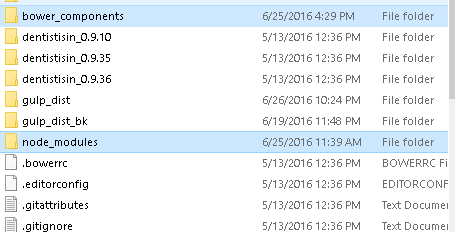 bower_components 6/25/2016 4:29 PM File folder
dentistisin_0.9.10 5/13/2016 12:36 PM File folder
dentistisin_0.9.35 5/13/2016 12:36 PM File folder
dentistisin_0.9.36 5/13/2016 12:36 PM File folder
gulp_dist 6/26/2016 10:24 PM File folder
gulp_dist_bk 6/19/2016 11:48 PM File folder
node_modules 6/25/2016 11:39 AM File folder
.bowerrc 5/13/2016 12:36 PM BOWERRC Fi
.editorconfig 5/13/2016 12:36 PM EDITORCONF
.gitattributes 5/13/2016 12:36 PM Text Docume
.gitignore 5/13/2016 12:36 PM Text Docume